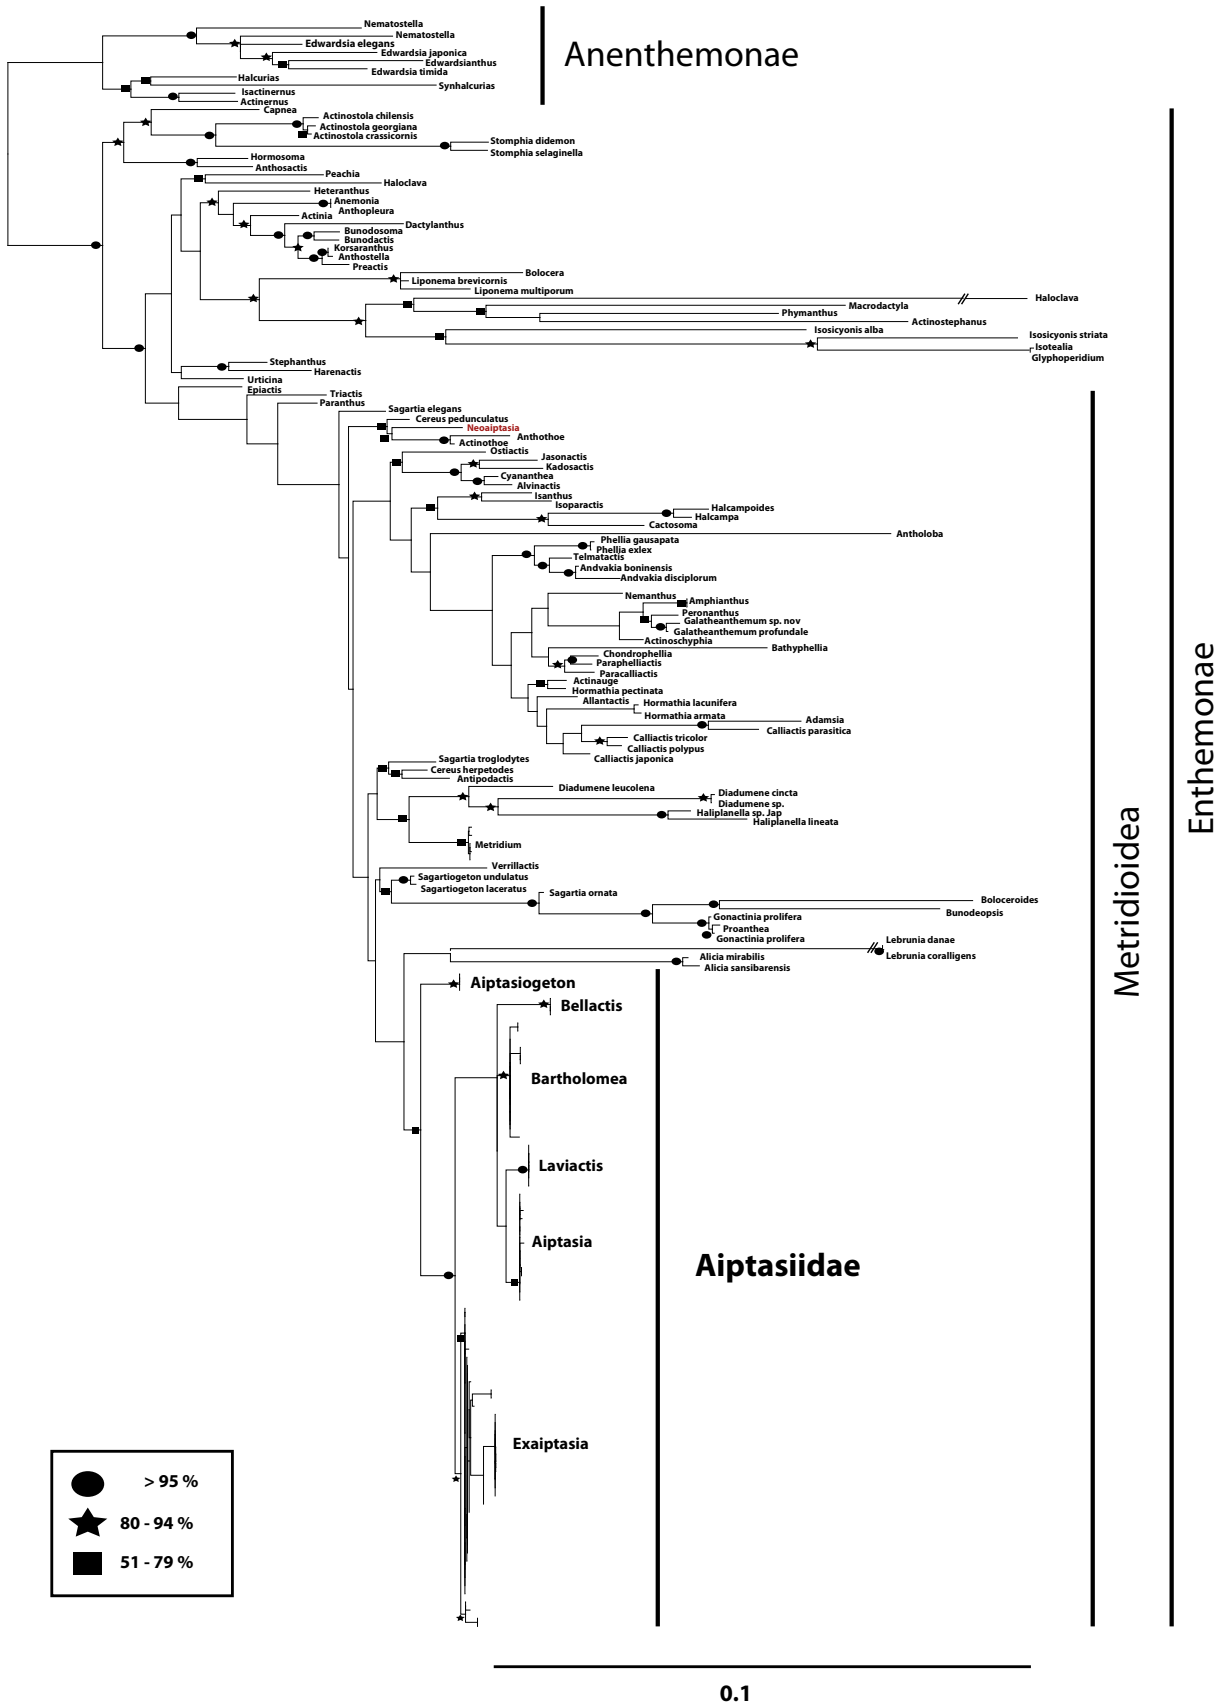 Nematostella
Nematostella
Edwardsia elegans
Edwardsia japonica
Edwardsianthus
Edwardsia timida
Halcurias
Synhalcurias
Isactinernus
Actinernus
Anenthemonae
Capnea
Actinostola chilensis
Actinostola georgiana
Actinostola crassicornis
Stomphia didemon
Stomphia selaginella
Hormosoma
Anthosactis
Peachia
Haloclava
Heteranthus
Anemonia
Anthopleura
Actinia
Dactylanthus
Bunodosoma
Bunodactis
Korsaranthus
Anthostella
Preactis
Bolocera
Liponema brevicornis
Liponema multiporum
Haloclava
Macrodactyla
Phymanthus
Actinostephanus
Isosicyonis alba
Isosicyonis striata
Isotealia
Glyphoperidium
Stephanthus
Harenactis
Urticina
Epiactis
Triactis
Paranthus
Sagartia elegans
Cereus pedunculatus
Neoaiptasia
Anthothoe
Actinothoe
Ostiactis
Jasonactis
Kadosactis
Cyananthea
Alvinactis
Isanthus
Isoparactis
Halcampoides
Halcampa
Cactosoma
Antholoba
Phellia gausapata
Phellia exlex
Telmatactis
Andvakia boninensis
Andvakia disciplorum
Nemanthus
Amphianthus
Peronanthus
Galatheanthemum sp. nov
Galatheanthemum profundale
Actinoschyphia
Bathyphellia
Chondrophellia
Paraphelliactis
Paracalliactis
Actinauge
Hormathia pectinata
Allantactis
Hormathia lacunifera
Hormathia armata
Adamsia
Calliactis parasitica
Calliactis tricolor
Calliactis polypus
Calliactis japonica
Sagartia troglodytes
Cereus herpetodes
Antipodactis
Diadumene leucolena
Diadumene cincta
Diadumene sp.
Haliplanella sp. Jap
Haliplanella lineata
Metridium
Verrillactis
Sagartiogeton undulatus
Sagartiogeton laceratus
Sagartia ornata
Boloceroides
Bunodeopsis
Gonactinia prolifera
Proanthea
Gonactinia prolifera
Lebrunia danae
Lebrunia coralligens
Alicia mirabilis
Alicia sansibarensis
Aiptasiogeton
Bellactis
Bartholomea
Laviactis
Aiptasia
Exaiptasia
Aiptasiidae
Metridioidea
Enthemonae
> 95 %
80 - 94 %
51 - 79 %
0.1